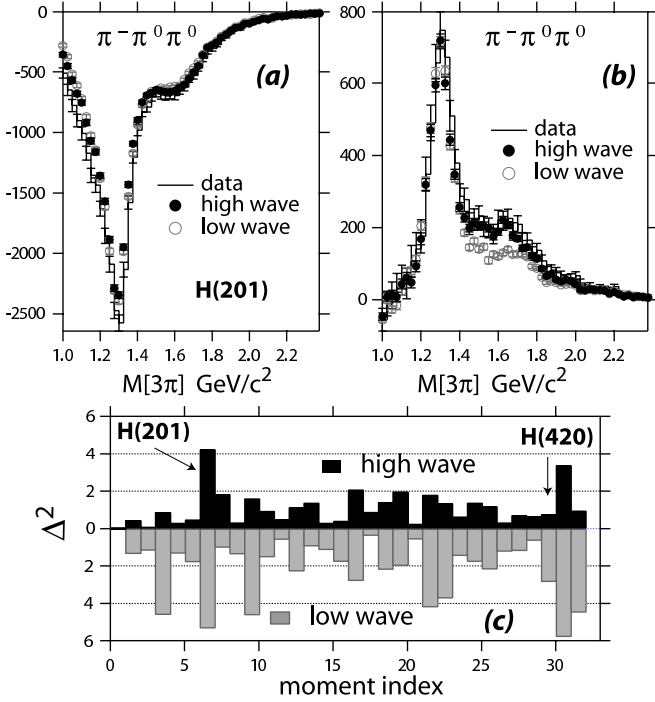 π⁻π⁰π⁰
(a)
0
-500
-1000
-1500
-2000
-2500
data
high wave
low wave
H(201)
1.0 1.2 1.4 1.6 1.8 2.0 2.2
M[3π] GeV/c²
π⁻π⁰π⁰
(b)
800
600
400
200
0
data
high wave
low wave
1.0 1.2 1.4 1.6 1.8 2.0 2.2
M[3π] GeV/c²
H(201)
H(420)
high wave
low wave
(c)
Δ²
6
4
2
0
2
4
6
0 5 10 15 20 25 30
moment index